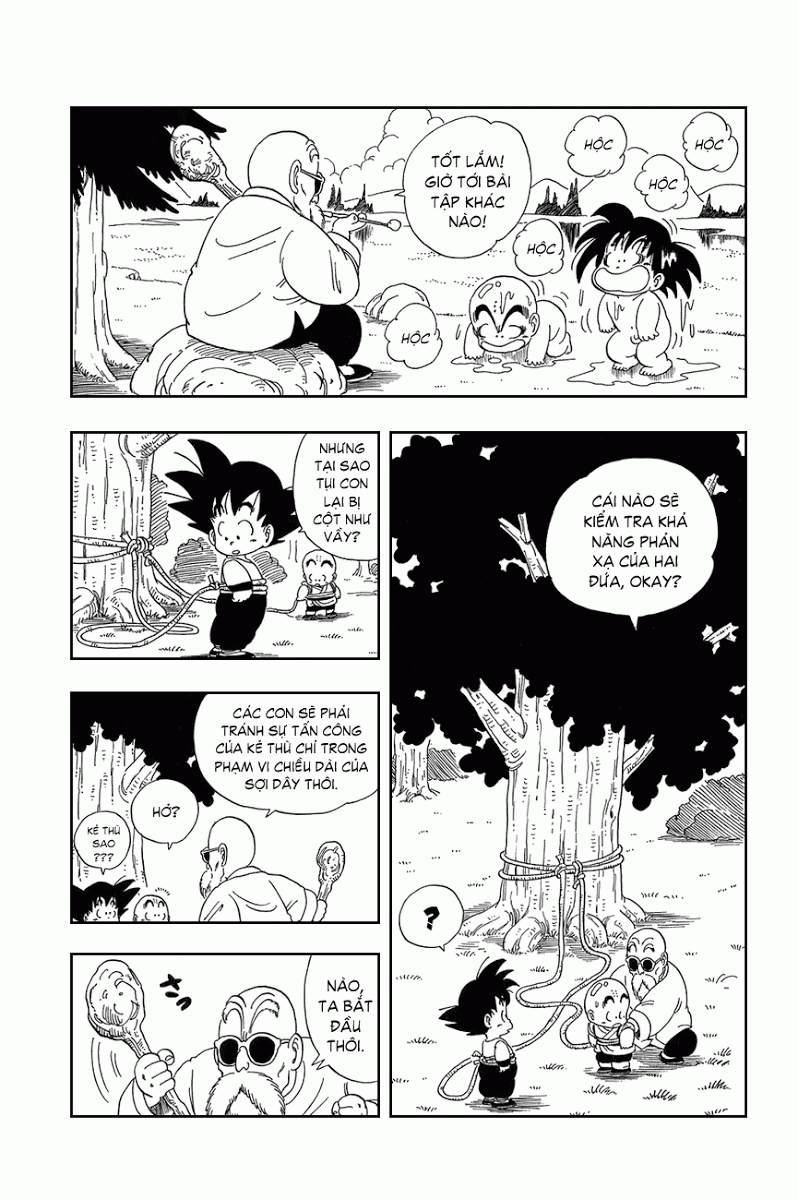 TỐT LẮM!
GIỜ TỚI BÀI
TẬP KHÁC
NÀO!
HỘC
HỘC
HỘC
HỘC
HỘC
CÁI NÀO SẼ
KIỂM TRA KHẢ
NĂNG PHẢN
XẠ CỦA HAI
ĐỨA, OKAY?
?
NHƯNG
TẠI SAO
TỤI CON
LẠI BỊ
CỘT NHƯ
VẦY?
CÁC CON SẼ PHẢI
TRÁNH SỰ TẤN CÔNG
CỦA KẺ THÙ CHỈ TRONG
PHẠM VI CHIỀU DÀI CỦA
SỢI DÂY THÔI.
HỞ?
KẺ THÙ
SAO
???
NÀO,
TA BẮT
ĐẦU
THÔI.
さっ